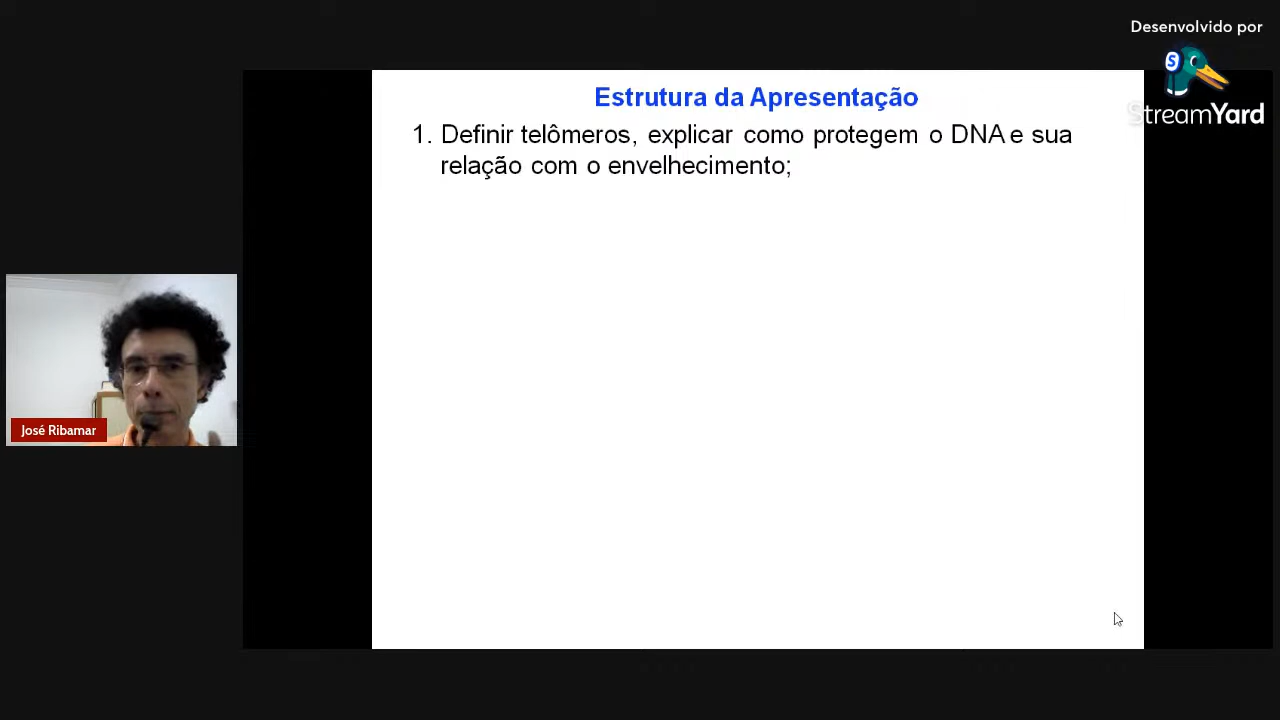 Desenvolvido por
StreamYard
Estrutura da Apresentação
1. Definir telômeros, explicar como protegem o DNA e sua
relação com o envelhecimento;
José Ribamar